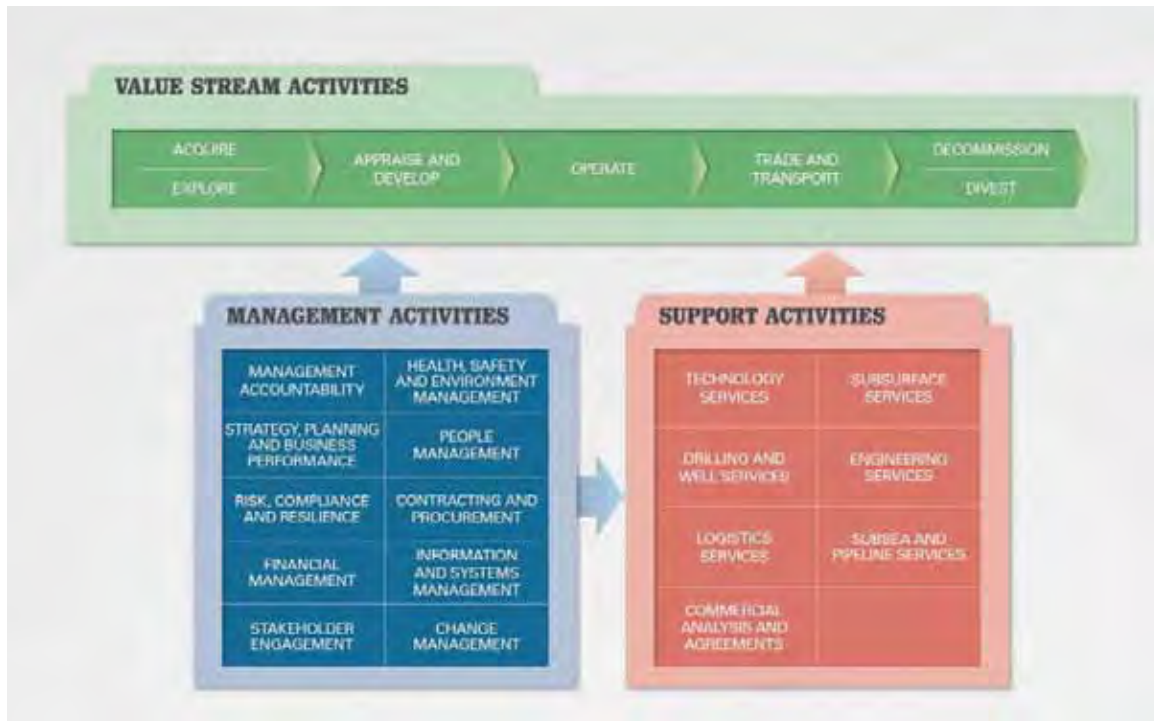 VALUE STREAM ACTIVITIES
ACQUIRE
EXPLORE
APPRAISE AND
DEVELOP
OPERATE
TRADE AND
TRANSPORT
DECOMMISSION
DIVEST
MANAGEMENT ACTIVITIES
MANAGEMENT
ACCOUNTABILITY
HEALTH, SAFETY
AND ENVIRONMENT
MANAGEMENT
STRATEGY, PLANNING
AND BUSINESS
PERFORMANCE
PEOPLE
MANAGEMENT
RISK, COMPLIANCE
AND RESILIENCE
CONTRACTING AND
PROCUREMENT
FINANCIAL
MANAGEMENT
INFORMATION
AND SYSTEMS
MANAGEMENT
STAKEHOLDER
ENGAGEMENT
CHANGE
MANAGEMENT
SUPPORT ACTIVITIES
TECHNOLOGY
SERVICES
SUBSURFACE
SERVICES
DRILLING AND
WELL SERVICES
ENGINEERING
SERVICES
LOGISTICS
SERVICES
SUBSEA AND
PIPELINE SERVICES
COMMERCIAL
ANALYSIS AND
AGREEMENTS